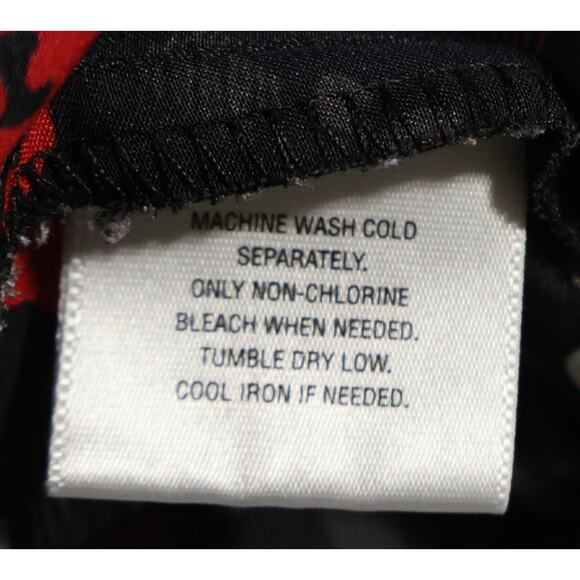 MACHINE WASH COLD
SEPARATELY.
ONLY NON-CHLORINE
BLEACH WHEN NEEDED.
TUMBLE DRY LOW.
COOL IRON IF NEEDED.